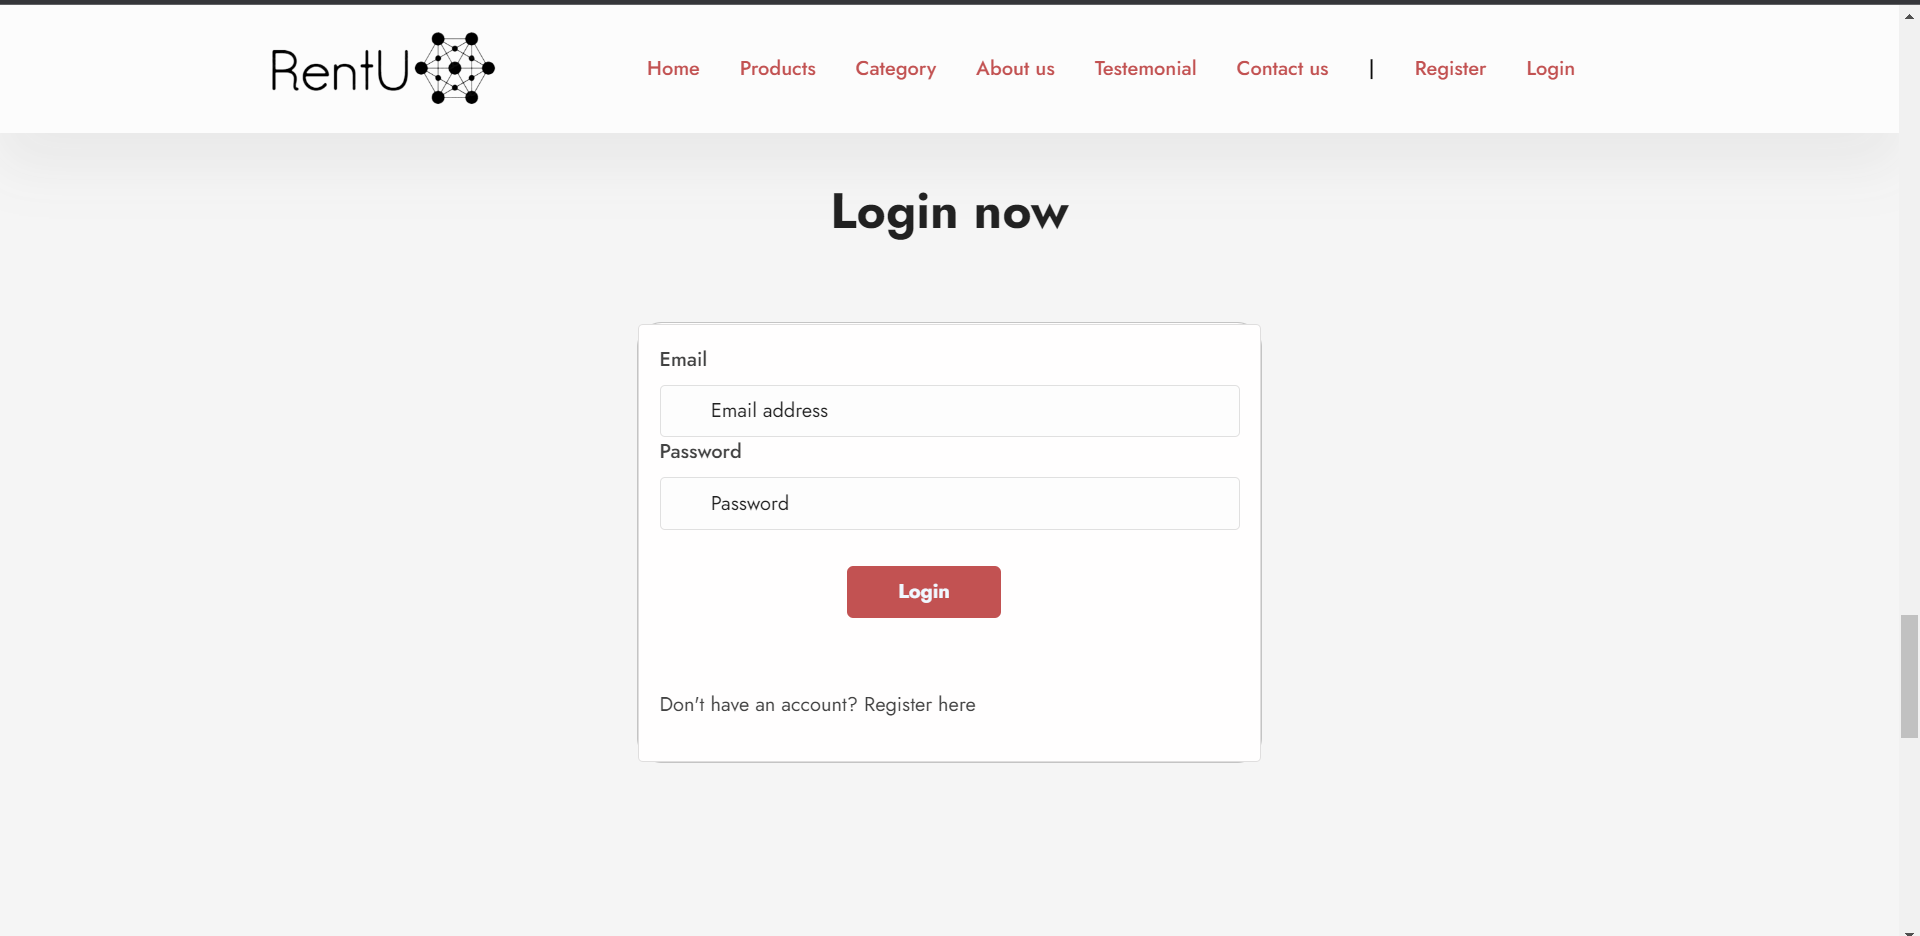 RentU
Home Products Category About us Testemonial Contact us | Register Login
Login now
Email
Email address
Password
Password
Login
Don't have an account? Register here